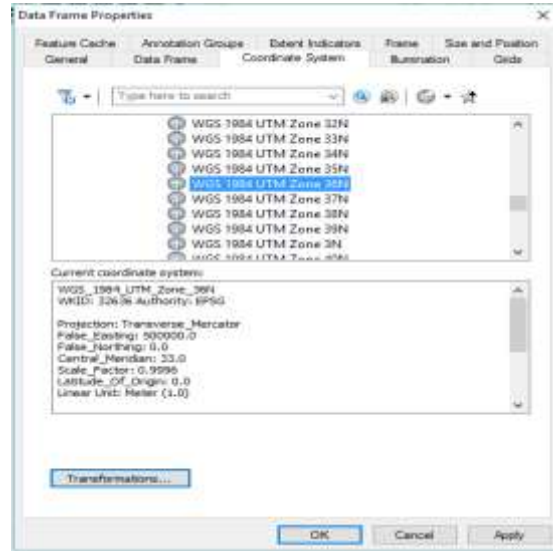 Data Frame Properties
Feature Cache Annotation Groups Extent Indicators Frame Size and Position
General Data Frame Coordinate System Illumination Grids
Type here to search
WGS 1984 UTM Zone 32N
WGS 1984 UTM Zone 33N
WGS 1984 UTM Zone 34N
WGS 1984 UTM Zone 35N
WGS 1984 UTM Zone 36N
WGS 1984 UTM Zone 37N
WGS 1984 UTM Zone 38N
WGS 1984 UTM Zone 39N
WGS 1984 UTM Zone 3N
WGS 1984 UTM Zone 40N
Current coordinate system:
WGS_1984_UTM_Zone_36N
WKID: 32636 Authority: EPSG
Projection: Transverse_Mercator
False_Easting: 500000.0
False_Northing: 0.0
Central_Meridian: 33.0
Scale_Factor: 0.9996
Latitude_Of_Origin: 0.0
Linear Unit: Meter (1.0)
Transformations...
OK Cancel Apply